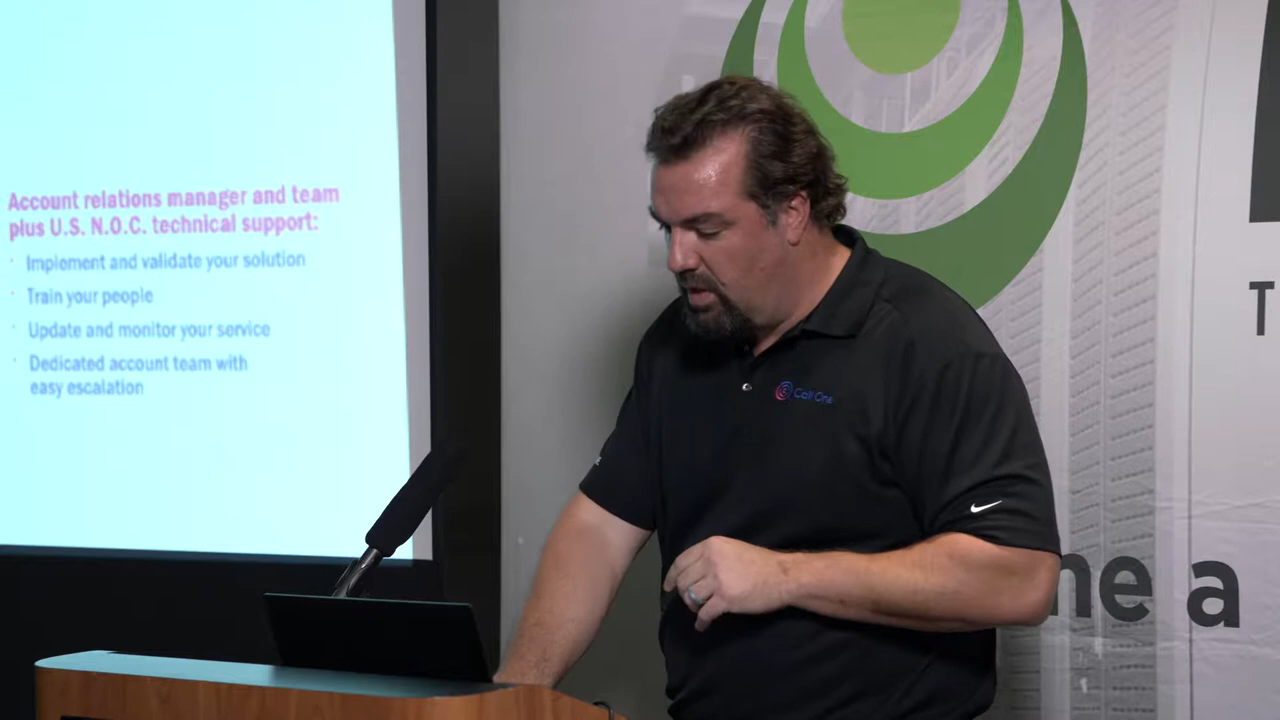 Account relations manager and team
plus U.S. N.O.C. technical support:
Implement and validate your solution
Train your people
Update and monitor your service
Dedicated account team with
easy escalation
Call One
T
me a